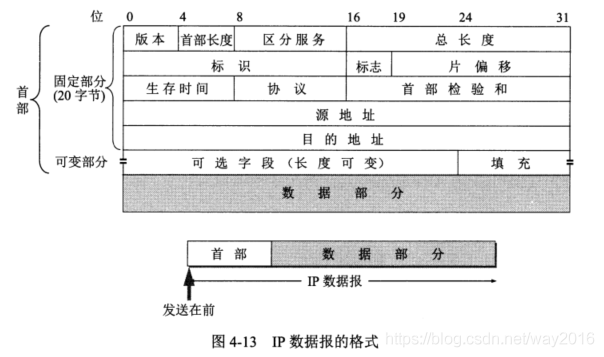 位 0 4 8 16 19 24 31
版本 首部长度 区分服务 总长度
标识 标志 片偏移
首部 固定部分 (20字节) 生存时间 协议 首部检验和
源地址
目的地址
可变部分 可选字段(长度可变) 填充
数据部分
首部 数据部分
IP 数据报
发送在前
图 4-13 IP 数据报的格式
https://blog.csdn.net/way2016